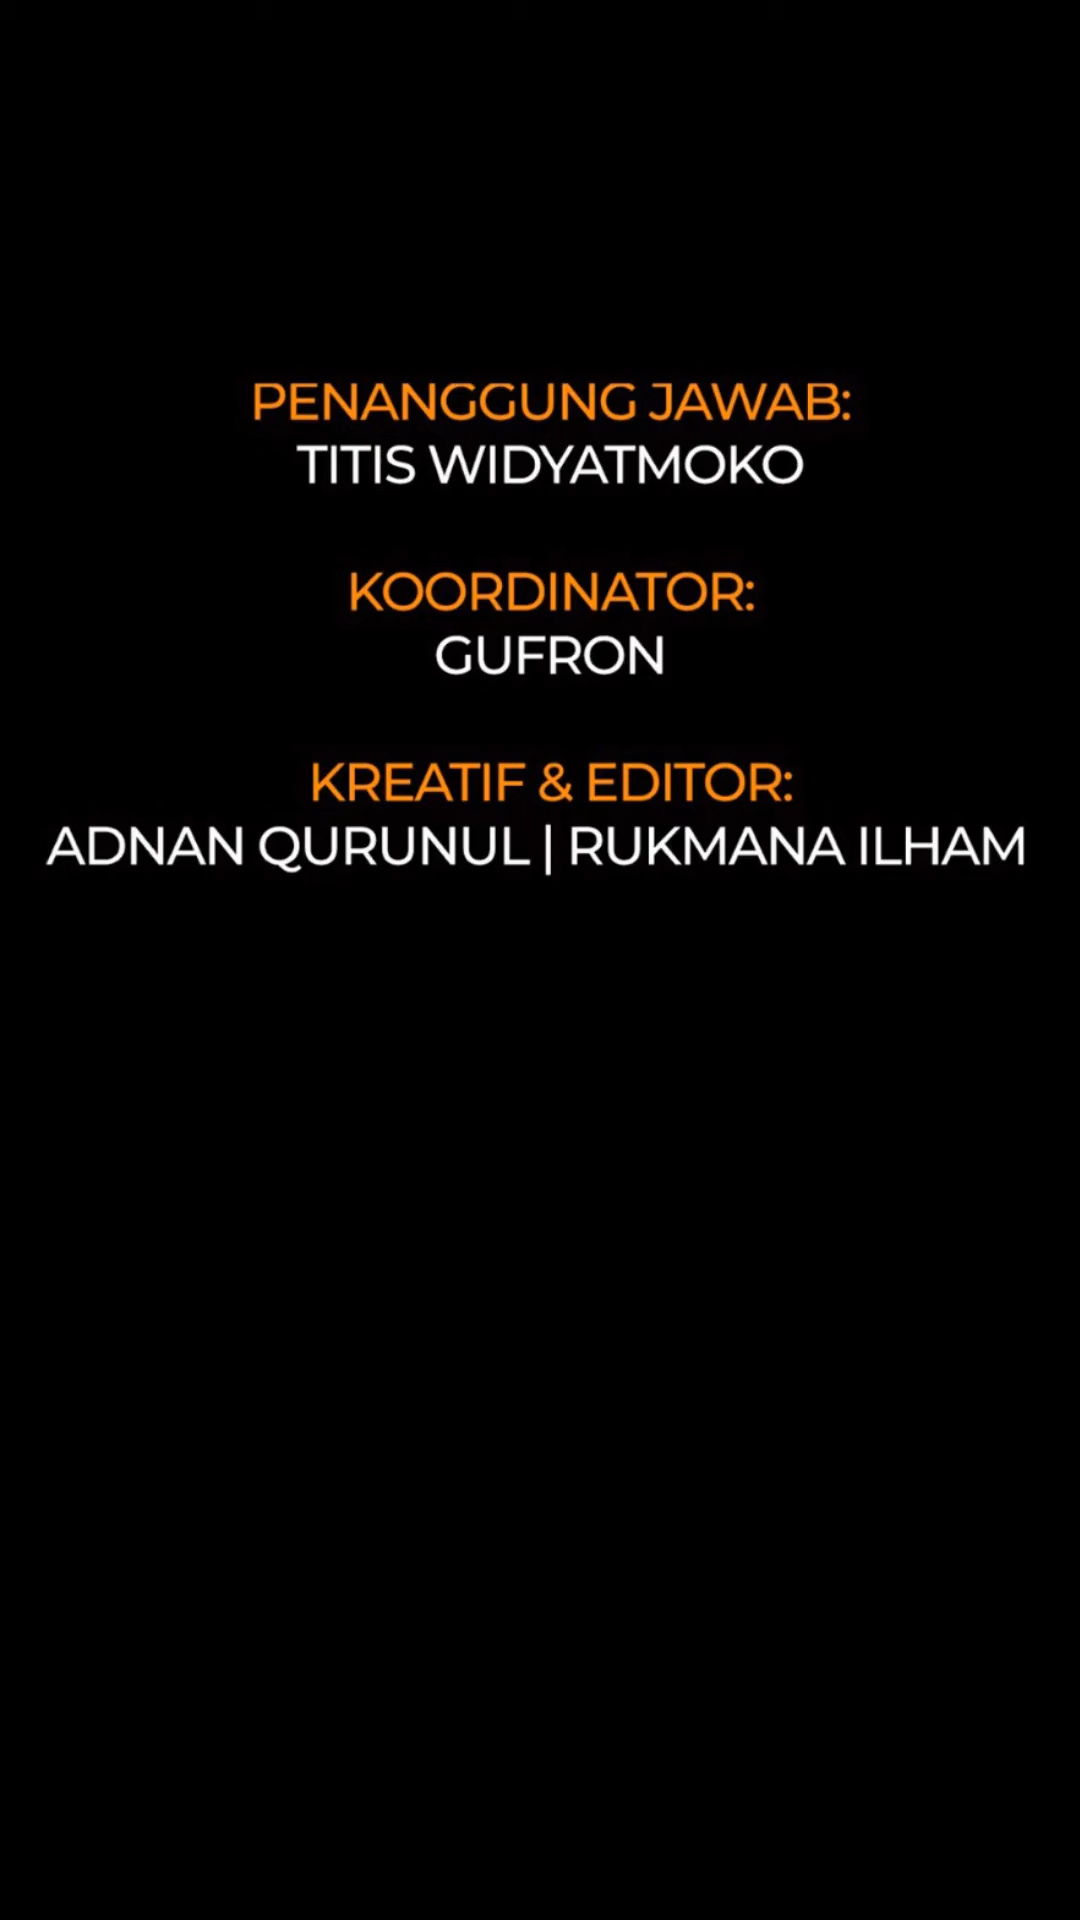 PENANGGUNG JAWAB:
TITIS WIDYATMOKO
KOORDINATOR:
GUFRON
KREATIF & EDITOR:
ADNAN QURUNUL | RUKMANA ILHAM